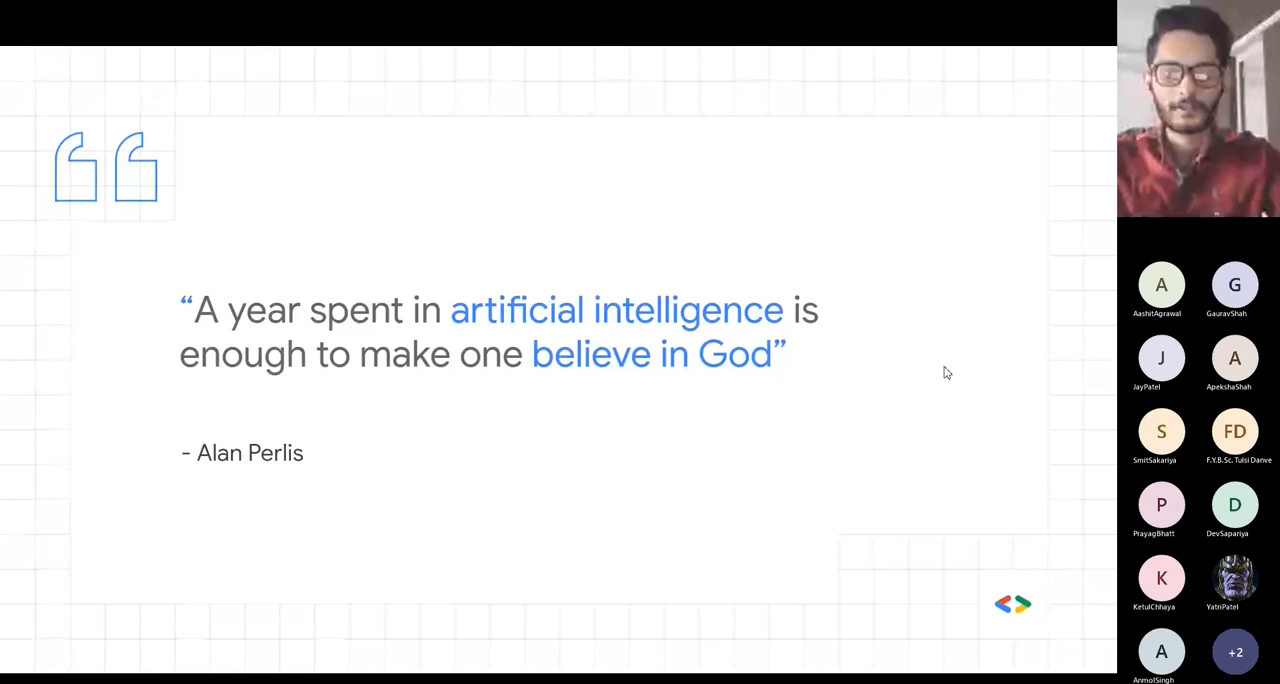 “A year spent in artificial intelligence is
enough to make one believe in God”
- Alan Perlis
A
G
AashitAgrawal
GauravShah
J
A
JayPatel
ApekshaShah
S
FD
SmitSakariya
F.Y.B.Sc. Tulsi Danve
P
D
PrayagBhatt
DevSapariya
K
KetulChhaya
YatriPatel
A
+2
AnmolSingh